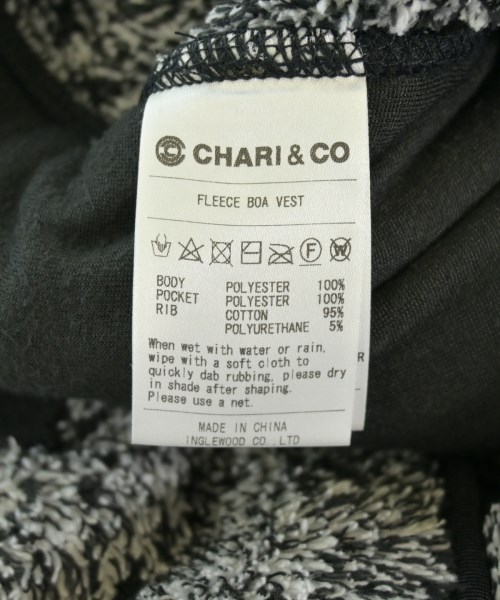 CHARI & CO
FLEECE BOA VEST
BODY POLYESTER 100%
POCKET POLYESTER 100%
RIB COTTON 95%
POLYURETHANE 5%
When wet with water or rain,
wipe with a soft cloth to
quickly dab rubbing, please dry
in shade after shaping.
Please use a net.
R
MADE IN CHINA
INGLEWOOD CO.,LTD